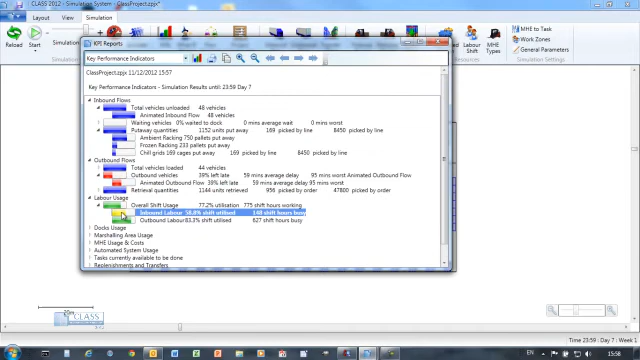 CLASS 2012 - Simulation System - ClassProject.zppx*
Layout
View
Simulation
Reload
Start
Simulation
Labour Shift
MHE Types
MHE to Task
Work Zones
General Parameters
KPI Reports
Key Performance Indicators
ClassProject.zppx 11/12/2012 15:57
Key Performance Indicators - Simulation Results until: 23:59 Day 7
Inbound Flows
Total vehicles unloaded 48 vehicles
Animated Inbound Flow 48 vehicles
Waiting vehicles 0% waited to dock 0 mins average wait 0 mins worst
Putaway quantities 1152 units put away 169 picked by line 8450 picked by case
Ambient Racking 750 pallets put away
Frozen Racking 233 pallets put away
Chill grids 169 cages put away 169 picked by line 8450 picked by case
Outbound Flows
Total vehicles loaded 44 vehicles
Outbound vehicles 39% left late 59 mins average delay 95 mins worst Animated Outbound Flow
Animated Outbound Flow 39% left late 59 mins average delay 95 mins worst
Retrieval quantities 1144 units retrieved 956 picked by line 47800 picked by case
Labour Usage
Overall Shift Usage 77.2% utilisation 775 shift hours working
Inbound Labour 58.8% shift utilised 148 shift hours busy
Outbound Labour 83.3% shift utilised 627 shift hours busy
Docks Usage
Marshalling Area Usage
MHE Usage & Costs
Automated System Usage
Tasks currently available to be done
Replenishments and Transfers
CLASS
Time 23:59 Day 7 Week 1
15:58